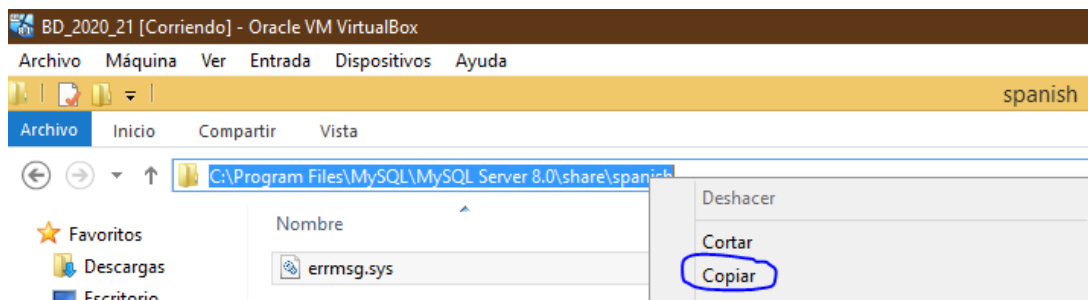 BD_2020_21 [Corriendo] - Oracle VM VirtualBox
Archivo Máquina Ver Entrada Dispositivos Ayuda
spanish
Archivo Inicio Compartir Vista
C:\Program Files\MySQL\MySQL Server 8.0\share\spanish
Deshacer
Nombre
Favoritos
Cortar
Descargas
errmsg.sys
Copiar
Escritorio